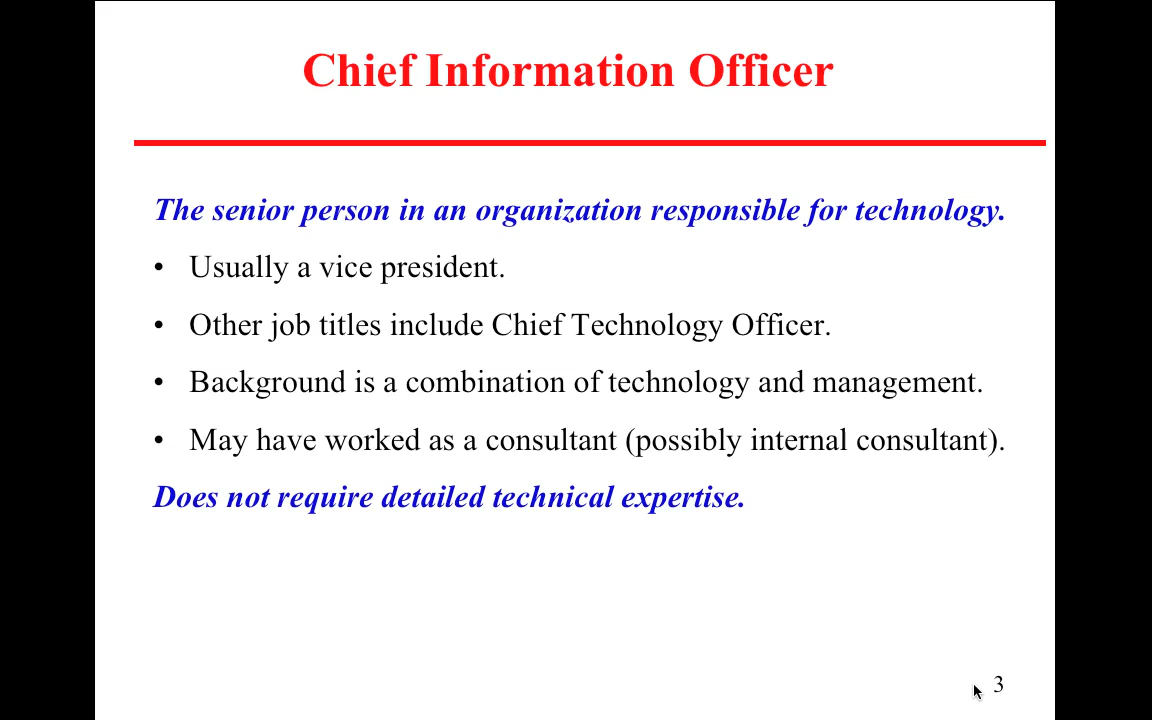 Chief Information Officer
The senior person in an organization responsible for technology.
• Usually a vice president.
• Other job titles include Chief Technology Officer.
• Background is a combination of technology and management.
• May have worked as a consultant (possibly internal consultant).
Does not require detailed technical expertise.
3